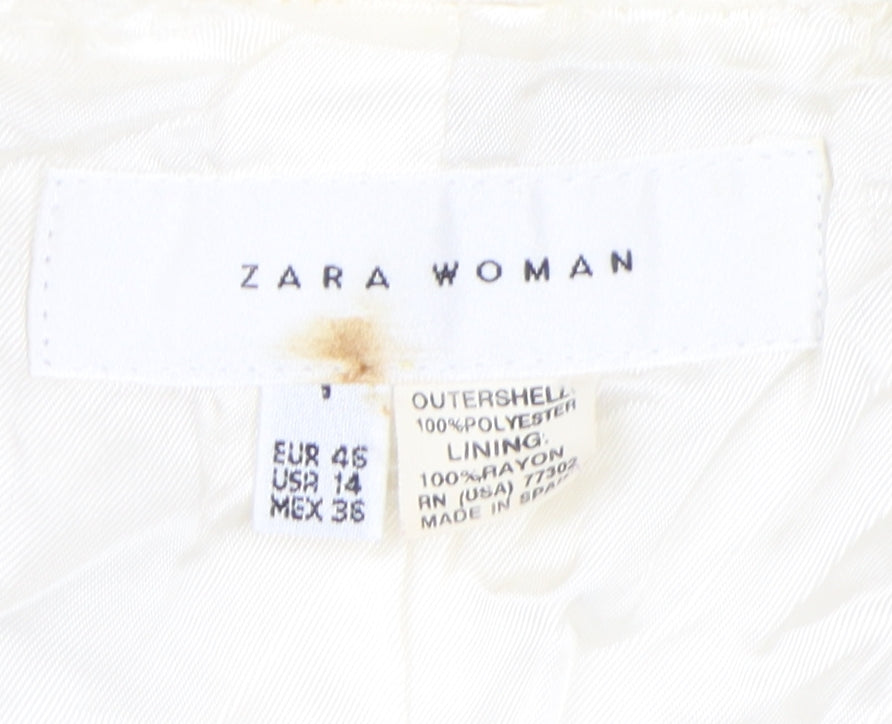 ZARA WOMAN
EUR 46
USA 14
MEX 36
OUTERSHELL:
100%POLYESTER
LINING:
100%RAYON
RN (USA) 77302
MADE IN SPAIN